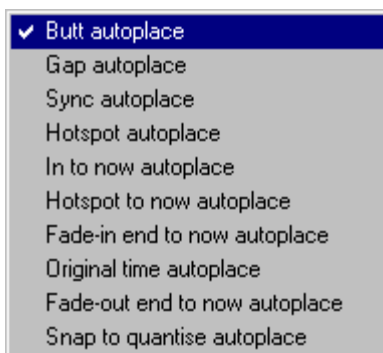 Butt autoplace
Gap autoplace
Sync autoplace
Hotspot autoplace
In to now autoplace
Hotspot to now autoplace
Fade-in end to now autoplace
Original time autoplace
Fade-out end to now autoplace
Snap to quantise autoplace